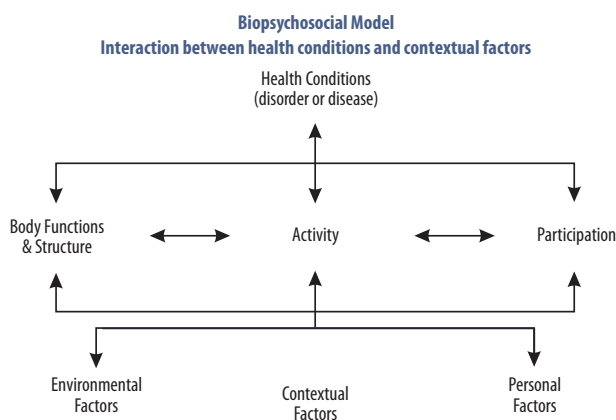 Biopsychosocial Model
Interaction between health conditions and contextual factors
Health Conditions
(disorder or disease)
Body Functions
& Structure
Activity
Participation
Environmental
Factors
Contextual
Factors
Personal
Factors